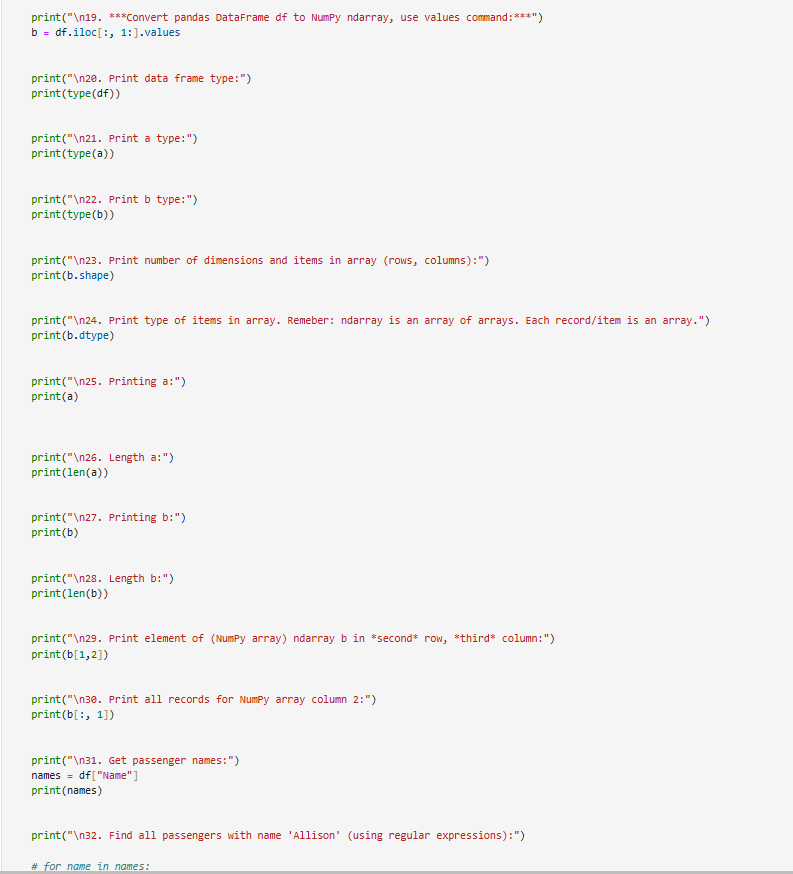 print("\n19. ***Convert pandas DataFrame df to NumPy ndarray, use values command:***")
b = df.iloc[:, 1:].values
print("\n20. Print data frame type:")
print(type(df))
print("\n21. Print a type:")
print(type(a))
print("\n22. Print b type:")
print(type(b))
print("\n23. Print number of dimensions and items in array (rows, columns):")
print(b.shape)
print("\n24. Print type of items in array. Remeber: ndarray is an array of arrays. Each record/item is an array.")
print(b.dtype)
print("\n25. Printing a:")
print(a)
print("\n26. Length a:")
print(len(a))
print("\n27. Printing b:")
print(b)
print("\n28. Length b:")
print(len(b))
print("\n29. Print element of (NumPy array) ndarray b in *second* row, *third* column:")
print(b[1,2])
print("\n30. Print all records for NumPy array column 2:")
print(b[:, 1])
print("\n31. Get passenger names:")
names = df["Name"]
print(names)
print("\n32. Find all passengers with name 'Allison' (using regular expressions):")
# for name in names: